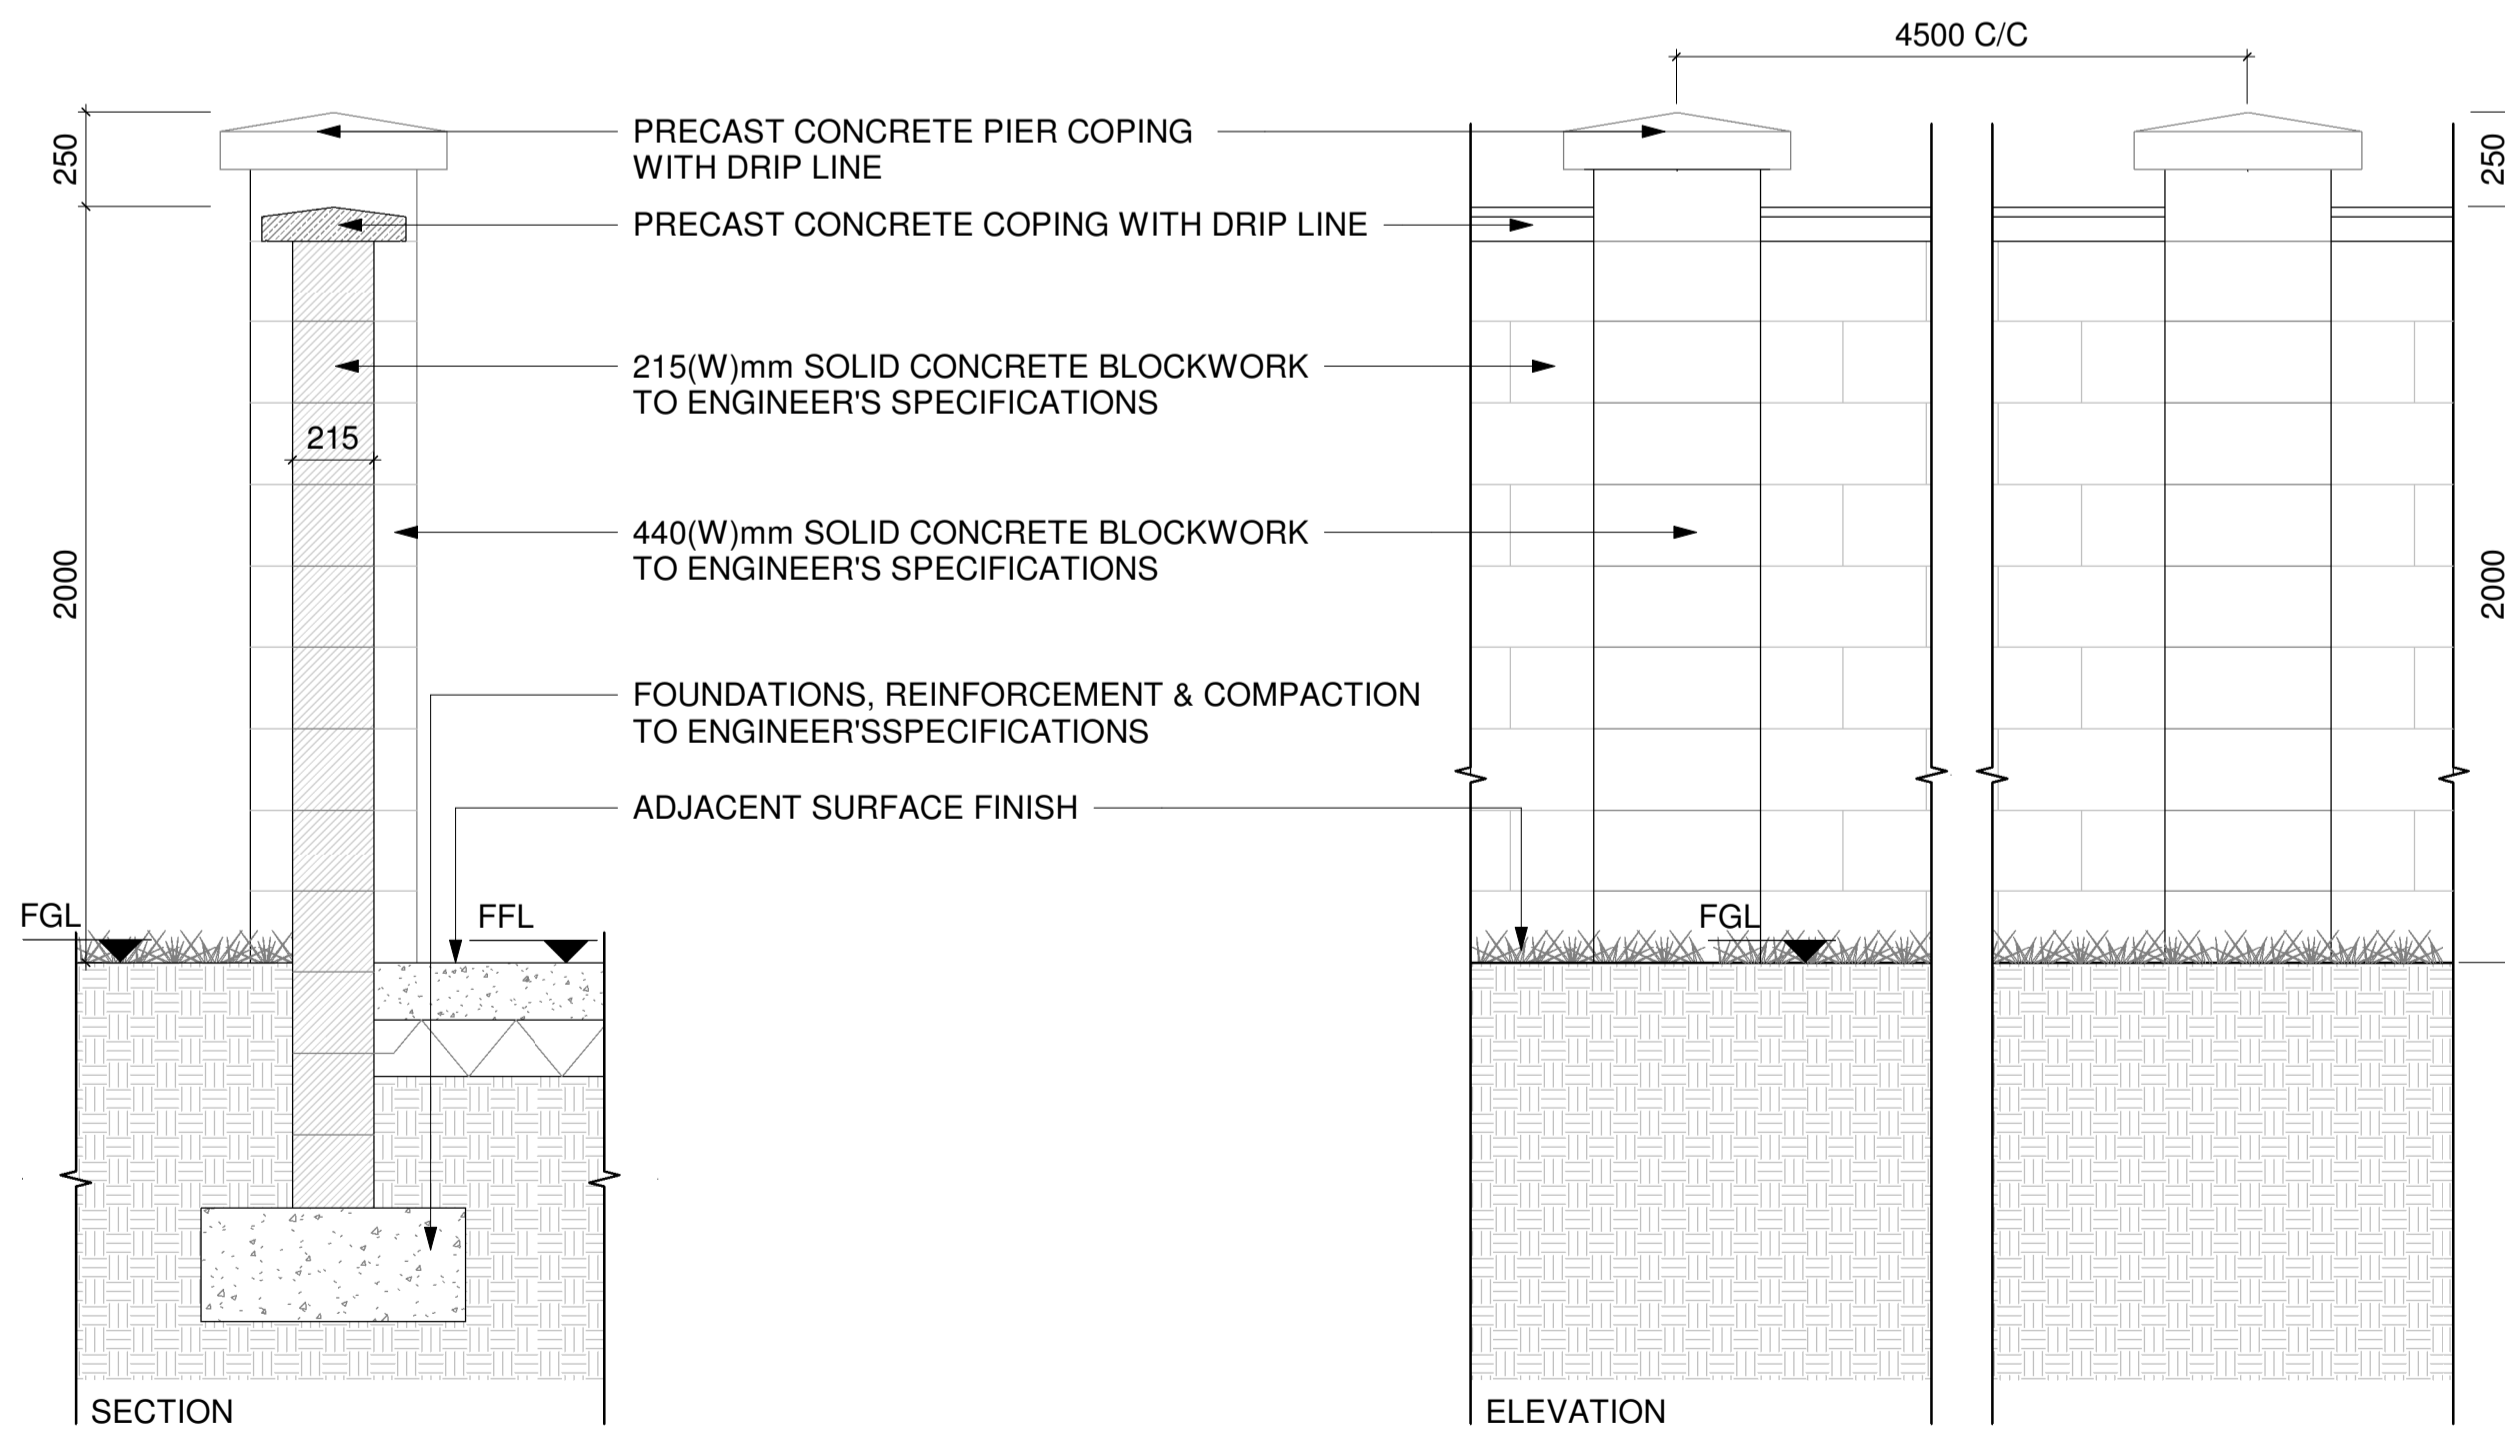 4500 C/C
250
PRECAST CONCRETE PIER COPING
WITH DRIP LINE
250
PRECAST CONCRETE COPING WITH DRIP LINE
215(W)mm SOLID CONCRETE BLOCKWORK
TO ENGINEER'S SPECIFICATIONS
215
440(W)mm SOLID CONCRETE BLOCKWORK
TO ENGINEER'S SPECIFICATIONS
2000
2000
FOUNDATIONS, REINFORCEMENT & COMPACTION
TO ENGINEER'SSPECIFICATIONS
ADJACENT SURFACE FINISH
FGL
FFL
FGL
SECTION
ELEVATION